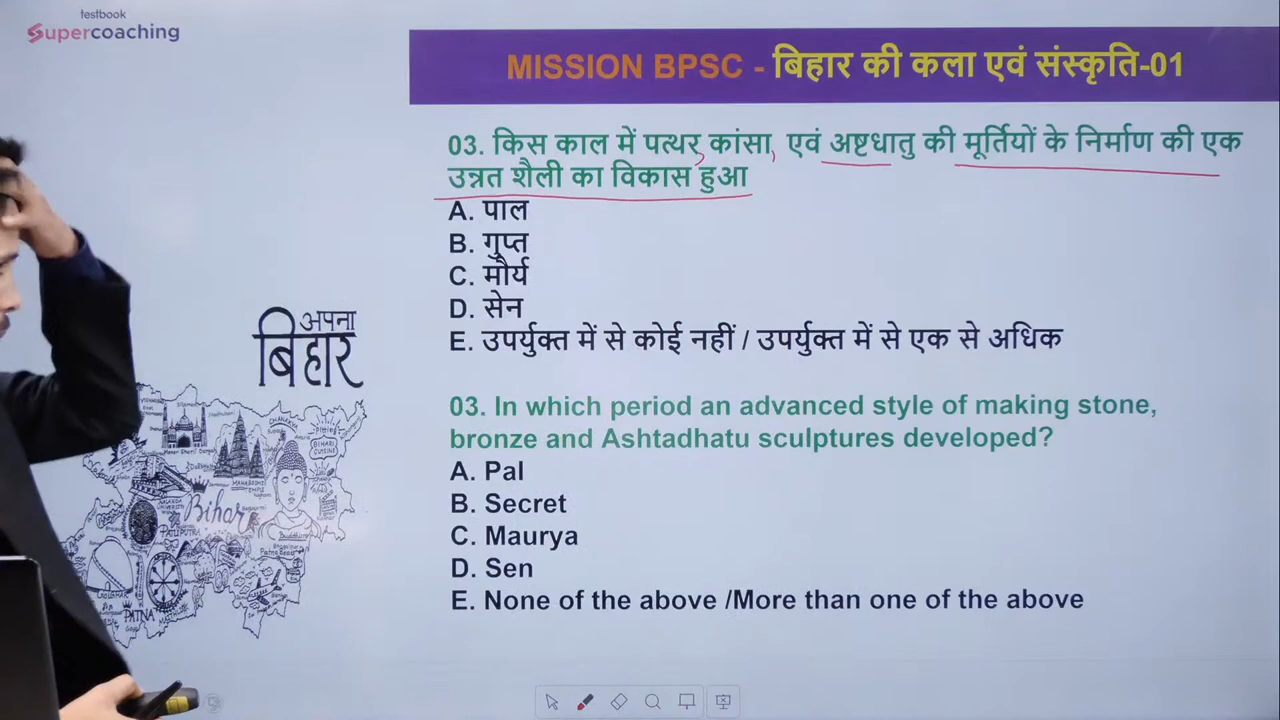 testbook
Supercoaching
MISSION BPSC - बिहार की कला एवं संस्कृति-01
03. किस काल में पत्थर, कांसा, एवं अष्टधातु की मूर्तियों के निर्माण की एक
उन्नत शैली का विकास हुआ
A. पाल
B. गुप्त
C. मौर्य
D. सेन
E. उपर्युक्त में से कोई नहीं / उपर्युक्त में से एक से अधिक
अपना
बिहार
Bihar
PATNA
03. In which period an advanced style of making stone,
bronze and Ashtadhatu sculptures developed?
A. Pal
B. Secret
C. Maurya
D. Sen
E. None of the above /More than one of the above